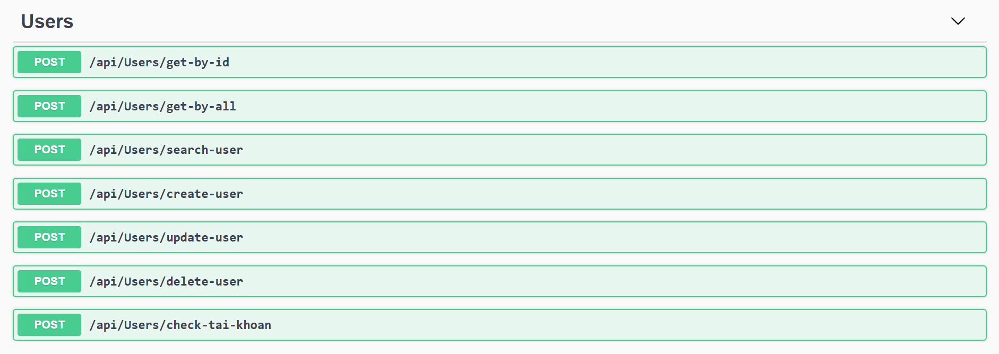 Users
POST /api/Users/get-by-id
POST /api/Users/get-by-all
POST /api/Users/search-user
POST /api/Users/create-user
POST /api/Users/update-user
POST /api/Users/delete-user
POST /api/Users/check-tai-khoan